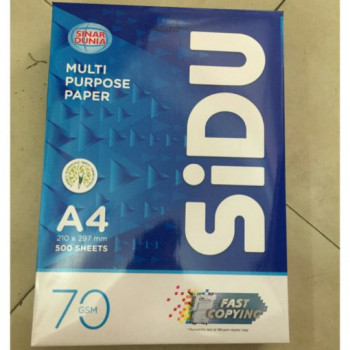 SINAR
DUNIA
MULTI
PURPOSE
PAPER
SiDU
A4
210 x 297 mm
500 SHEETS
70
GSM
FAST
COPYING